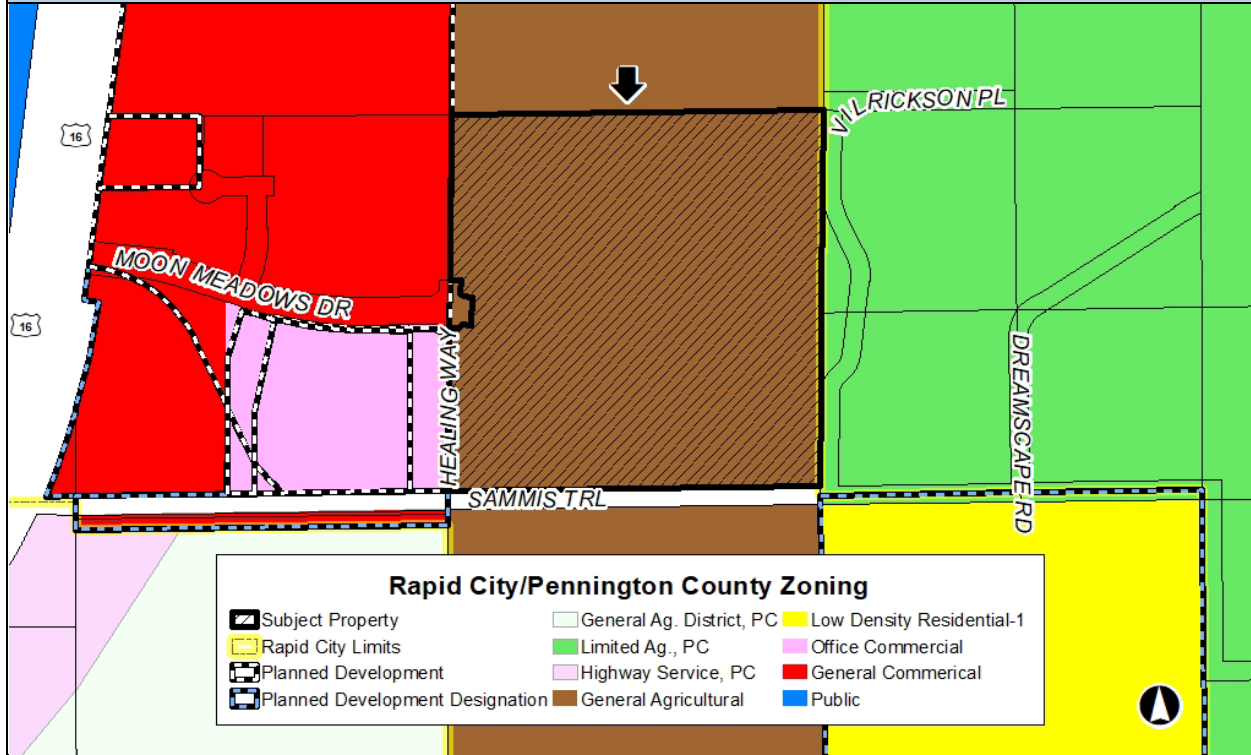 VILRICKSON PL
16
MOON MEADOWS DR
16
HEALING WAY
DREAMSCAPE RD
SAMMIS TRL
Rapid City/Pennington County Zoning
Subject Property
General Ag. District, PC
Low Density Residential-1
Rapid City Limits
Limited Ag., PC
Office Commercial
Planned Development
Highway Service, PC
General Commerical
Planned Development Designation
General Agricultural
Public